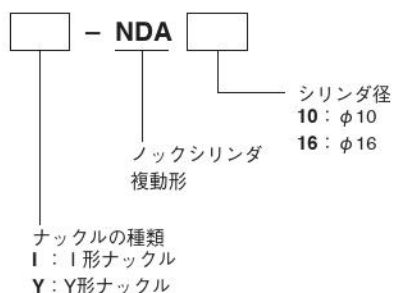 – NDA
シリンダ径
10：φ10
16：φ16
ノックシリンダ
複動形
ナックルの種類
I：I形ナックル
Y：Y形ナックル